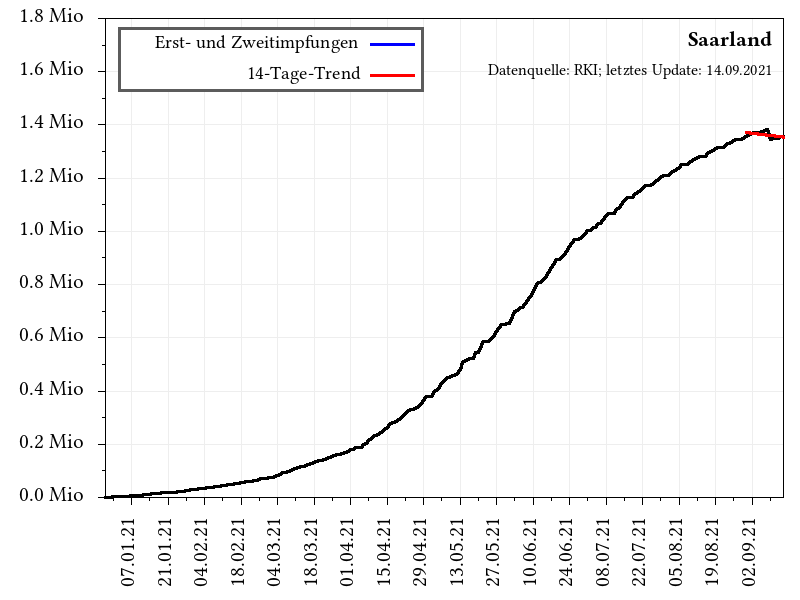 1.8 Mio
1.6 Mio
1.4 Mio
1.2 Mio
1.0 Mio
0.8 Mio
0.6 Mio
0.4 Mio
0.2 Mio
0.0 Mio
Erst- und Zweitimpfungen
14-Tage-Trend
Saarland
Datenquelle: RKI; letztes Update: 14.09.2021
07.01.21
21.01.21
04.02.21
18.02.21
04.03.21
18.03.21
01.04.21
15.04.21
29.04.21
13.05.21
27.05.21
10.06.21
24.06.21
08.07.21
22.07.21
05.08.21
19.08.21
02.09.21